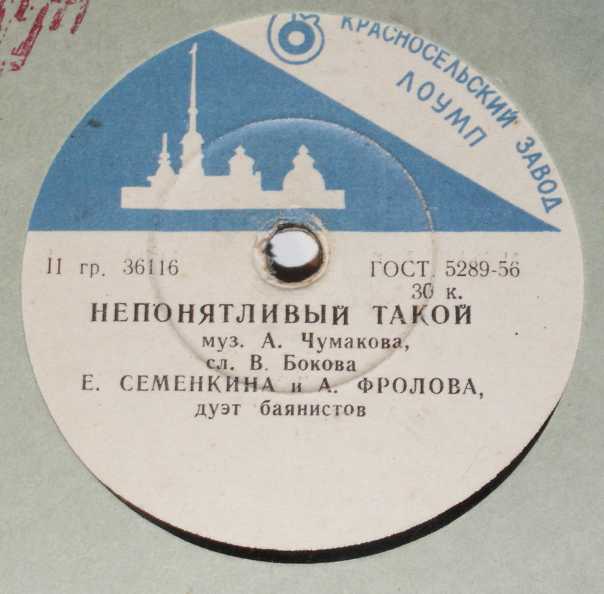 КРАСНОСЕЛЬСКИЙ ЗАВОД
ЛОУМП
II гр. 36116
ГОСТ 5289-56
30 к.
НЕПОНЯТЛИВЫЙ ТАКОЙ
муз. А. Чумакова,
сл. В. Бокова
Е. СЕМЕНКИНА и А. ФРОЛОВА,
дуэт баянистов